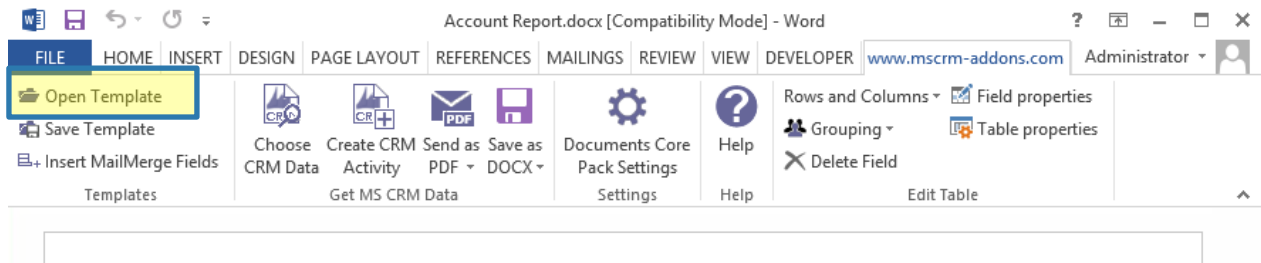 Account Report.docx [Compatibility Mode] - Word
FILE HOME INSERT DESIGN PAGE LAYOUT REFERENCES MAILINGS REVIEW VIEW DEVELOPER www.mscrm-addons.com Administrator
Open Template
Save Template
Insert MailMerge Fields
Templates
Choose CRM Data
Create CRM Activity
Send as PDF
Save as DOCX
Get MS CRM Data
Documents Core Pack Settings
Settings
Help
Help
Rows and Columns
Grouping
Delete Field
Field properties
Table properties
Edit Table